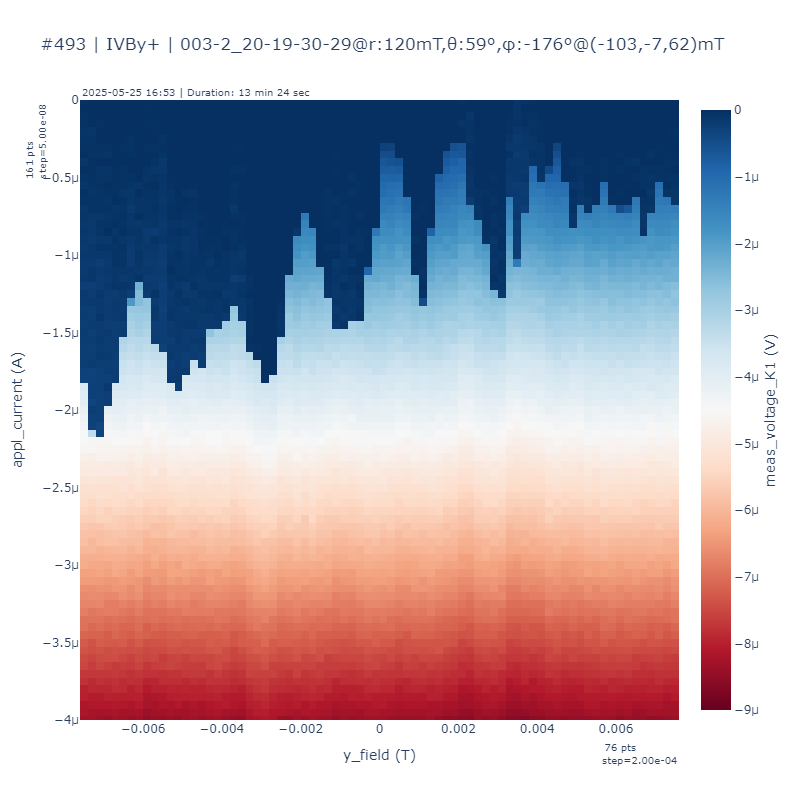 #493 | IVBy+ | 003-2_20-19-30-29@r:120mT,θ:59°,φ:-176°@(-103,-7,62)mT
2025-05-25 16:53 | Duration: 13 min 24 sec
161 pts
step=5.00e-08
appl_current (A)
0
−0.5μ
−1μ
−1.5μ
−2μ
−2.5μ
−3μ
−3.5μ
−4μ
−0.006
−0.004
−0.002
0
0.002
0.004
0.006
y_field (T)
76 pts
step=2.00e-04
0
−1μ
−2μ
−3μ
−4μ
−5μ
−6μ
−7μ
−8μ
−9μ
meas_voltage_K1 (V)